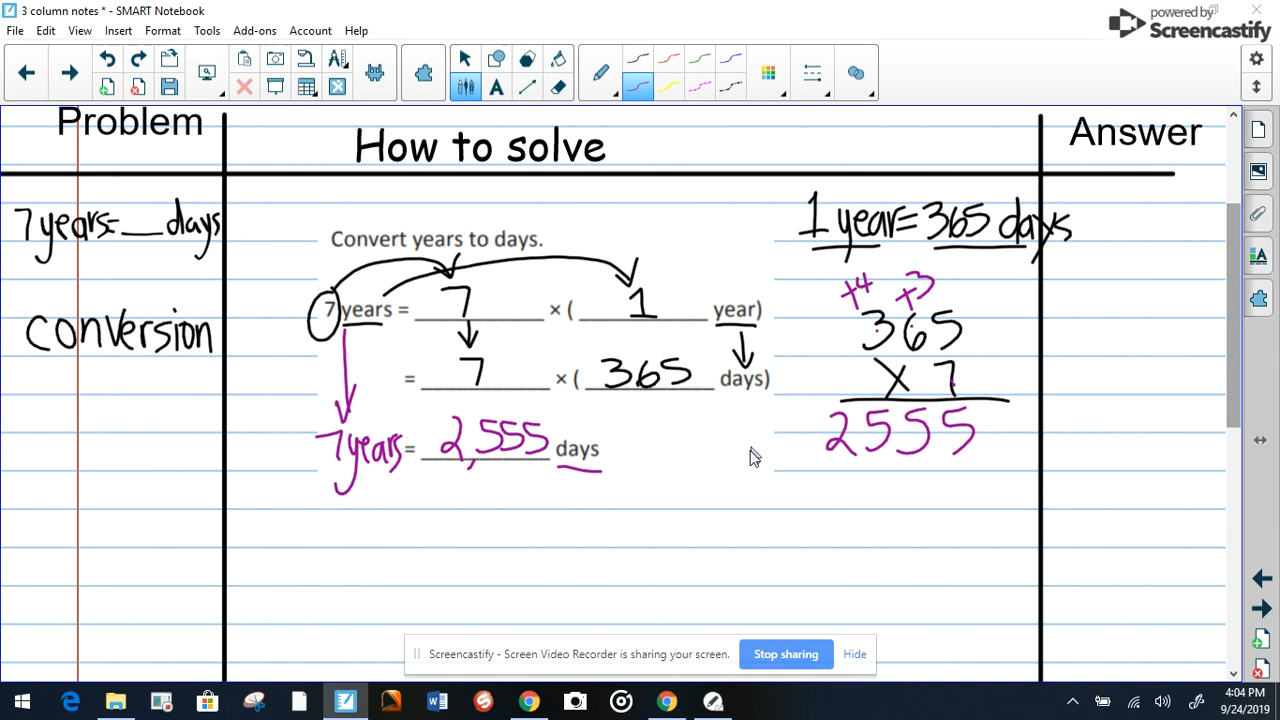 3 column notes * - SMART Notebook
powered by
Screencastify
File Edit View Insert Format Tools Add-ons Account Help
Problem
How to solve
Answer
7 years = __ days
1 year = 365 days
Convert years to days.
+4 +3
7 years = 7 × ( 1 year)
365
conversion
= 7 × ( 365 days)
X 7
7 years = 2,555 days
2555
Screencastify - Screen Video Recorder is sharing your screen. Stop sharing Hide
4:04 PM
9/24/2019